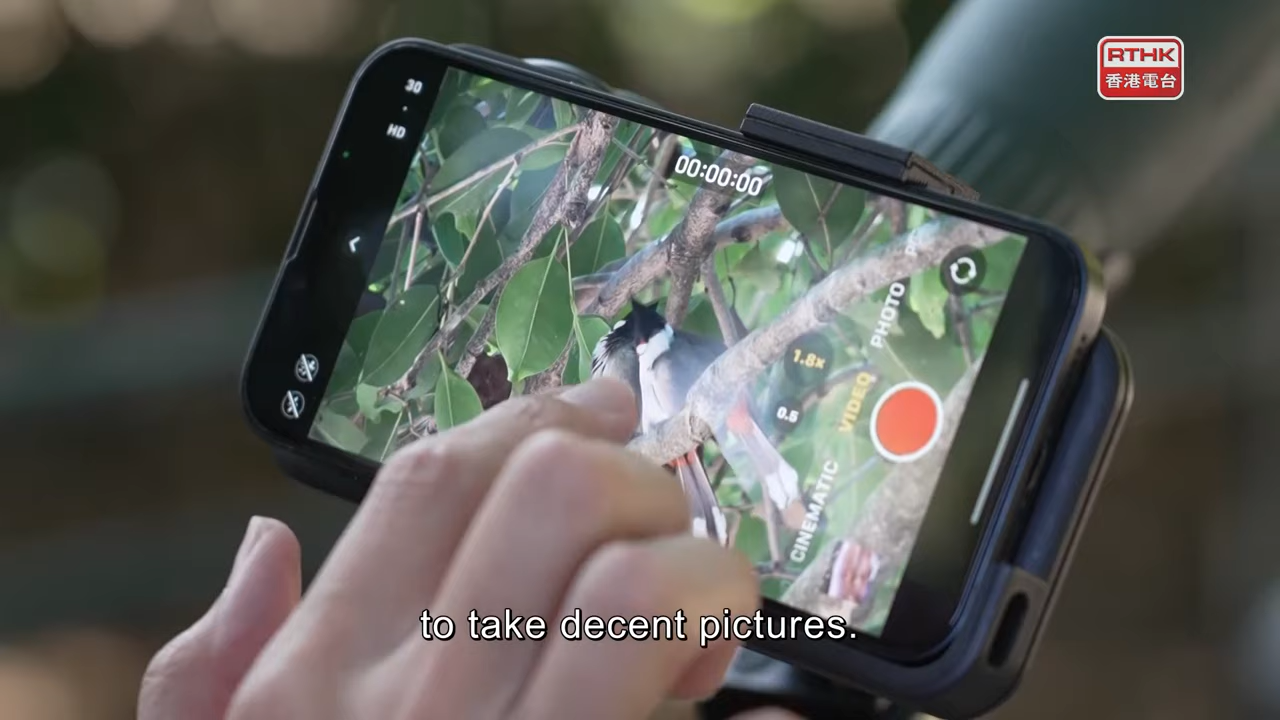 RTHK
香港電台
30
HD
00:00:00
PHOTO
1.8x
VIDEO
0.5
CINEMATIC
to take decent pictures.